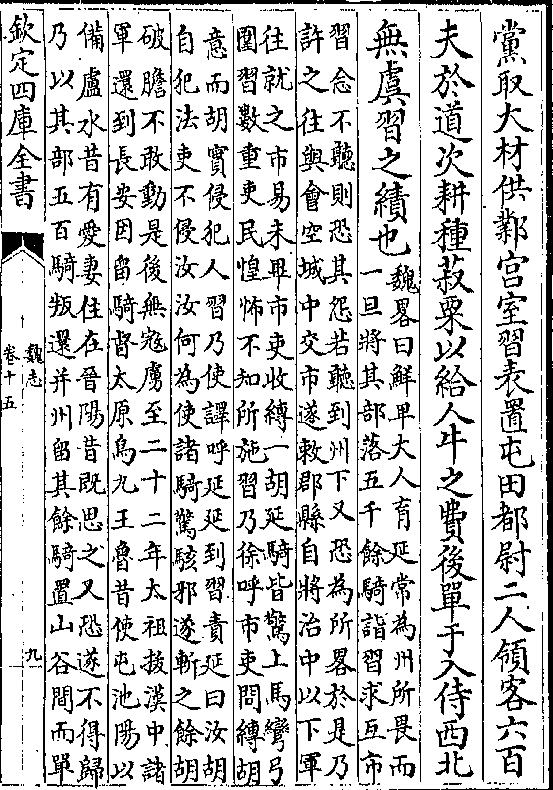 黨取大材供鄴宮室習表置屯田都尉二人領客六百
夫於道次耕種菽粟以給人牛之費後單于入侍西北
無虞習之績也
魏畧曰鮮卑大人育延常為州所畏而
一旦將其部落五千餘騎詣習求互市
習念不聽則恐其怨若聽到州下又恐為所畧於是乃
許之往與會空城中交市遂敕郡縣自將治中以下軍
往就之市易未畢市吏收縛一胡延騎皆驚上馬彎弓
圍習數重吏民惶怖不知所施習乃徐呼市吏問縛胡
意而胡實侵犯人習乃使譯呼延延到習責延曰汝胡
自犯法吏不侵汝汝何為使諸騎驚駭邪遂斬之餘胡
破膽不敢動是後無寇虜至二十二年太祖拔漢中諸
軍還到長安因留騎督太原烏九王魯昔使屯池陽以
備盧水昔有愛妻住在晉陽昔既思之又恐遂不得歸
乃以其部五百騎叛還并州留其餘騎置山谷間而單
欽定四庫全書
魏志
卷十五
九